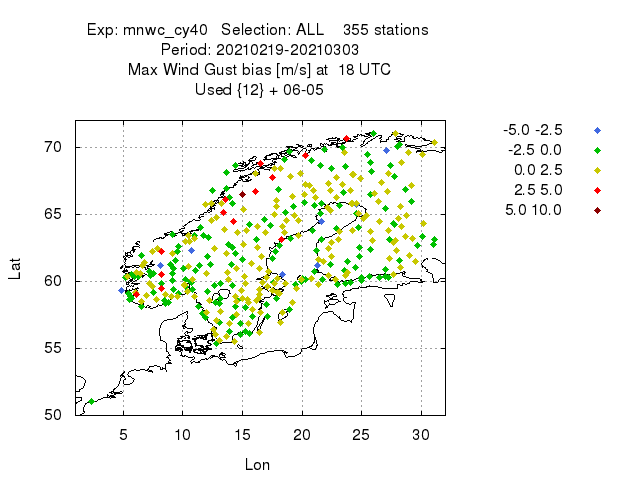 Exp: mnwc_cy40   Selection: ALL    355 stations
Period: 20210219-20210303
Max Wind Gust bias [m/s] at  18 UTC
Used {12} + 06-05
-5.0 -2.5
-2.5 0.0
0.0 2.5
2.5 5.0
5.0 10.0
70
65
60
55
50
Lat
5 10 15 20 25 30
Lon